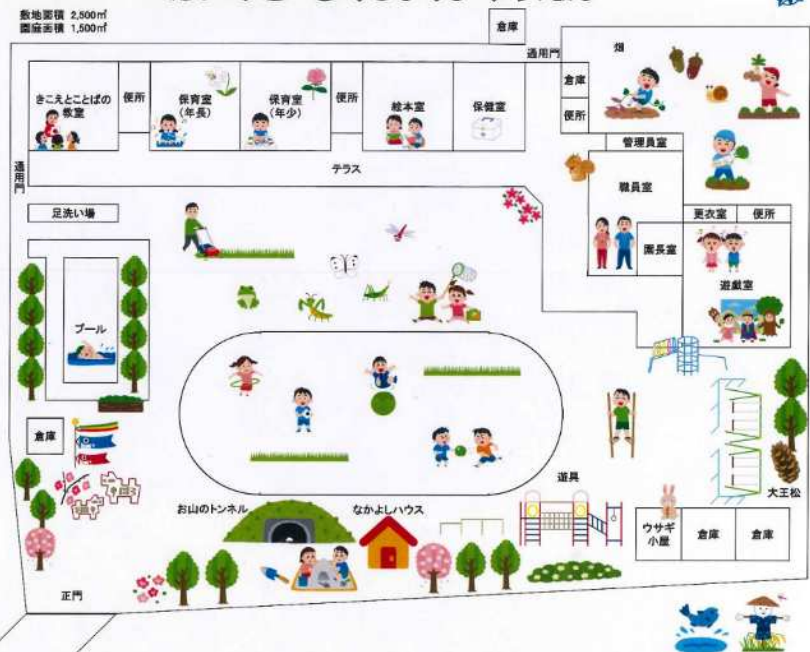 敷地面積 2,500㎡
園庭面積 1,500㎡
倉庫
通用門
畑
きこえとことばの
教室
便所
保育室
(年長)
保育室
(年少)
便所
絵本室
保健室
倉庫
便所
管理員室
通用門
テラス
職員室
足洗い場
更衣室
便所
園長室
遊戯室
プール
倉庫
遊具
大王松
お山のトンネル
なかよしハウス
ウサギ
小屋
倉庫
倉庫
正門